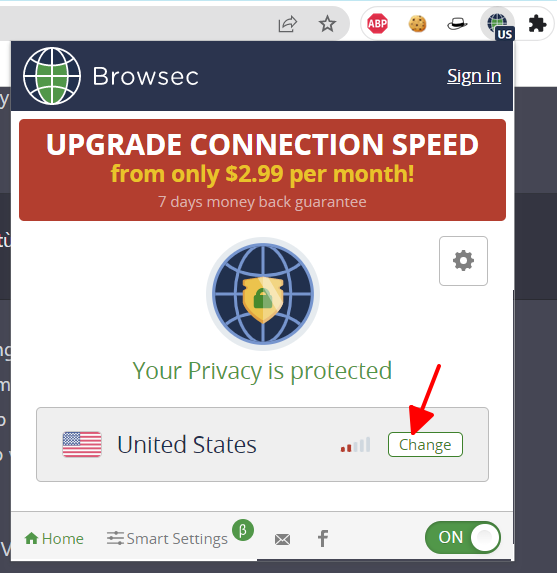 ABP
US
Browsec
Sign in
UPGRADE CONNECTION SPEED
from only $2.99 per month!
7 days money back guarantee
Your Privacy is protected
United States
Change
Home
Smart Settings
β
ON